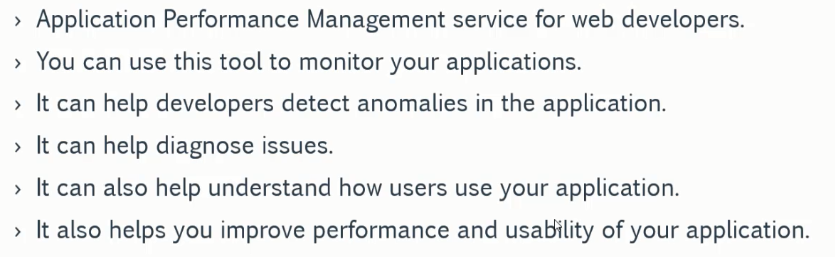 › Application Performance Management service for web developers.
› You can use this tool to monitor your applications.
› It can help developers detect anomalies in the application.
› It can help diagnose issues.
› It can also help understand how users use your application.
› It also helps you improve performance and usability of your application.